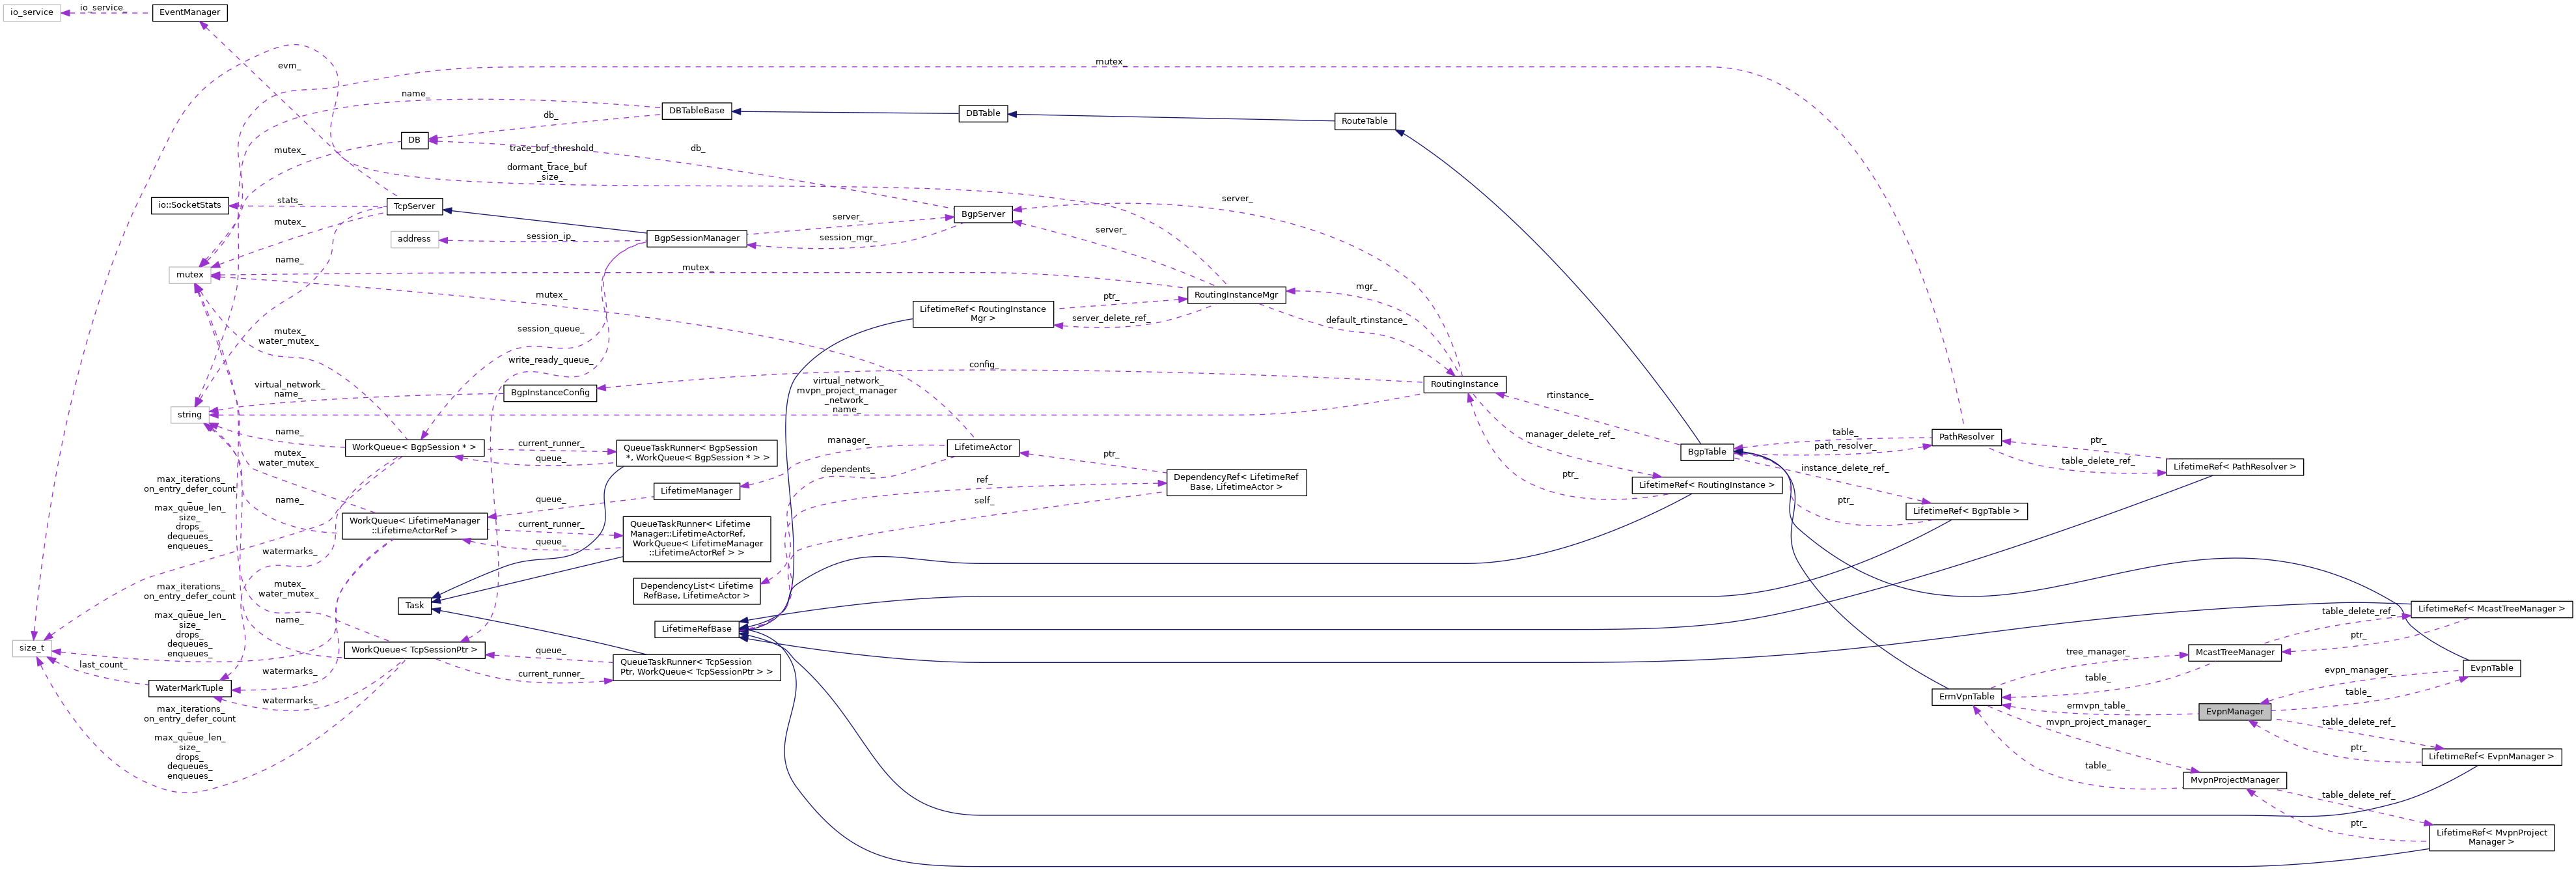 io_service
io_service_
EventManager
evm_
mutex_
name_
DBTableBase
DBTable
RouteTable
db_
DB
mutex_
trace_buf_threshold
_
dormant_trace_buf
_size_
db_
io::SocketStats
stats_
TcpServer
mutex_
name_
address
session_ip_
BgpSessionManager
server_
session_mgr_
BgpServer
server_
server_
mutex
mutex_
mutex_
RoutingInstanceMgr
LifetimeRef< RoutingInstance
Mgr >
ptr_
server_delete_ref_
mgr_
default_rtinstance_
mutex_
water_mutex_
session_queue_
write_ready_queue_
config_
virtual_network_
mvpn_project_manager
_network_
name_
RoutingInstance
virtual_network_
name_
BgpInstanceConfig
string
rtinstance_
manager_delete_ref_
ptr_
name_
WorkQueue< BgpSession * >
current_runner_
queue_
QueueTaskRunner< BgpSession
*, WorkQueue< BgpSession * > >
manager_
LifetimeActor
dependents_
ptr_
DependencyRef< LifetimeRef
Base, LifetimeActor >
ref_
self_
BgpTable
table_
path_resolver_
PathResolver
instance_delete_ref_
ptr_
table_delete_ref_
ptr_
LifetimeRef< PathResolver >
LifetimeRef< RoutingInstance >
LifetimeRef< BgpTable >
mutex_
water_mutex_
max_iterations_
on_entry_defer_count
_
max_queue_len_
size_
drops_
dequeues_
enqueues_
name_
queue_
LifetimeManager
WorkQueue< LifetimeManager
::LifetimeActorRef >
current_runner_
queue_
QueueTaskRunner< Lifetime
Manager::LifetimeActorRef,
WorkQueue< LifetimeManager
::LifetimeActorRef > >
watermarks_
mutex_
water_mutex_
name_
max_iterations_
on_entry_defer_count
_
max_queue_len_
size_
drops_
dequeues_
enqueues_
DependencyList< Lifetime
RefBase, LifetimeActor >
Task
LifetimeRefBase
size_t
last_count_
WorkQueue< TcpSessionPtr >
queue_
current_runner_
QueueTaskRunner< TcpSession
Ptr, WorkQueue< TcpSessionPtr > >
watermarks_
WaterMarkTuple
watermarks_
max_iterations_
on_entry_defer_count
_
max_queue_len_
size_
drops_
dequeues_
enqueues_
table_delete_ref_
LifetimeRef< McastTreeManager >
ptr_
tree_manager_
McastTreeManager
table_
EvpnTable
evpn_manager_
table_
ErmVpnTable
ermvpn_table_
EvpnManager
mvpn_project_manager_
table_delete_ref_
ptr_
LifetimeRef< EvpnManager >
table_
MvpnProjectManager
table_delete_ref_
ptr_
LifetimeRef< MvpnProject
Manager >